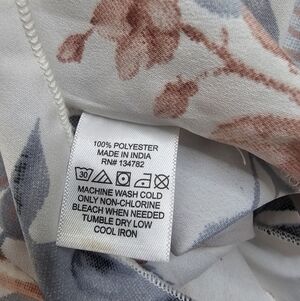 100% POLYESTER
MADE IN INDIA
RN# 134782
30
MACHINE WASH COLD
ONLY NON-CHLORINE
BLEACH WHEN NEEDED
TUMBLE DRY LOW
COOL IRON